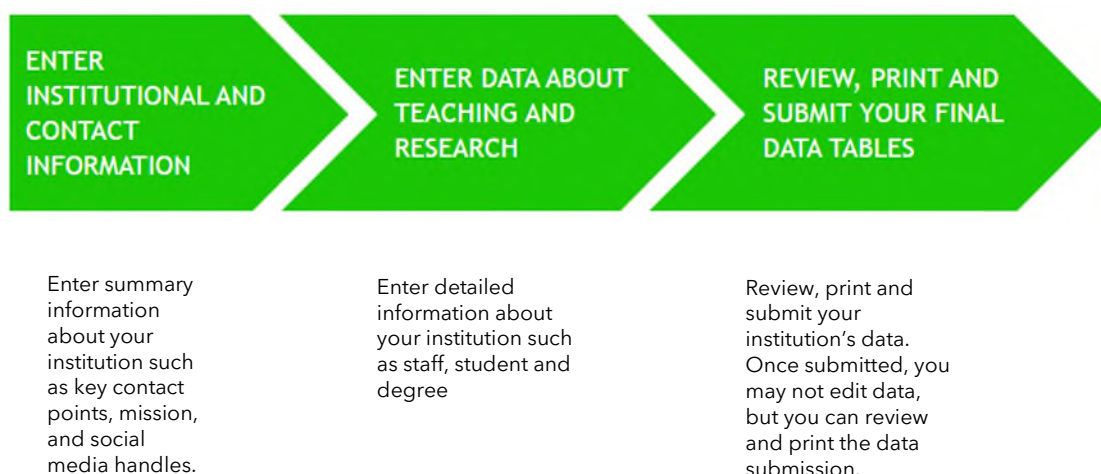 ENTER
INSTITUTIONAL AND
CONTACT
INFORMATION
ENTER DATA ABOUT
TEACHING AND
RESEARCH
REVIEW, PRINT AND
SUBMIT YOUR FINAL
DATA TABLES
Enter summary
information
about your
institution such
as key contact
points, mission,
and social
media handles.
Enter detailed
information about
your institution such
as staff, student and
degree
Review, print and
submit your
institution’s data.
Once submitted, you
may not edit data,
but you can review
and print the data
submission.